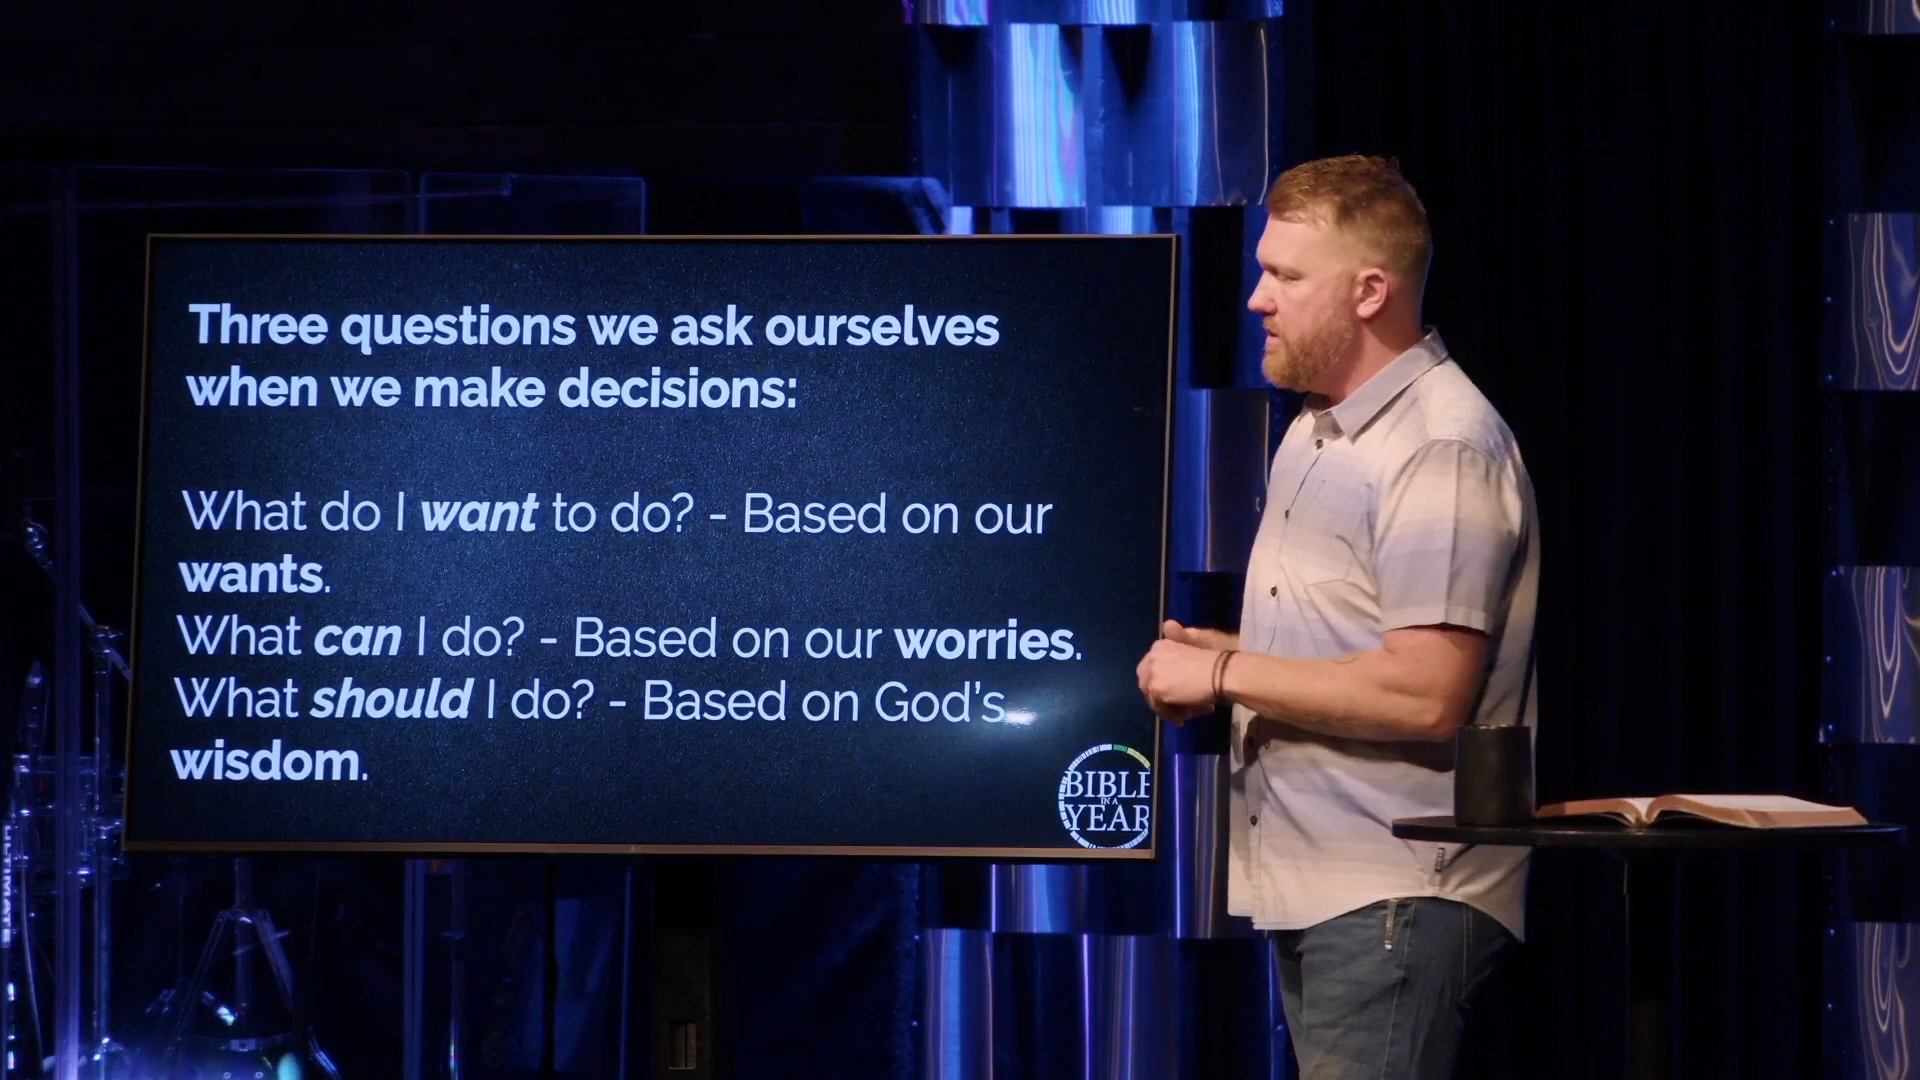 Three questions we ask ourselves
when we make decisions:
What do I want to do? - Based on our
wants.
What can I do? - Based on our worries.
What should I do? - Based on God's
wisdom.
BIBLE
IN A
YEAR